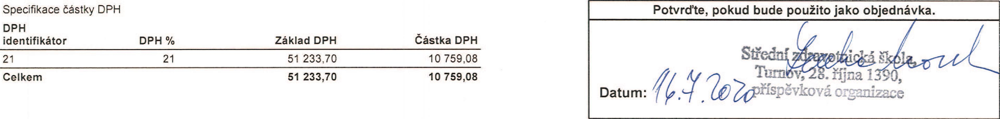 Specifikace částky DPH
DPH
identifikátor DPH % Základ DPH Částka DPH
21 21 51 233,70 10 759,08
Celkem 51 233,70 10 759,08
Potvrďte, pokud bude použito jako objednávka.
Střední zdravotnická škola,
Turnov, 28. října 1390,
příspěvková organizace
Datum: 16.7.2020